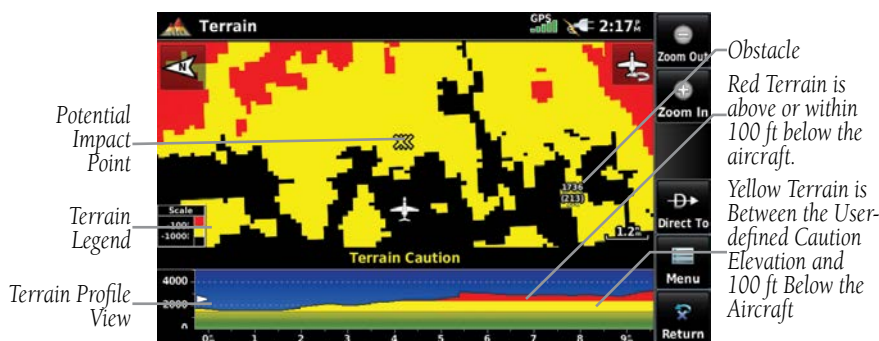 Terrain
GPS
2:17 PM
Zoom Out
Zoom In
Direct To
Menu
Return
N
Potential
Impact
Point
Terrain
Legend
Terrain Profile
View
Scale
-100'
-1000'
1736
(213)
1.2
Terrain Caution
4000
2000
0
0 1 2 3 4 5 6 7 8 9
Obstacle
Red Terrain is
above or within
100 ft below the
aircraft.
Yellow Terrain is
Between the User-
defined Caution
Elevation and
100 ft Below the
Aircraft